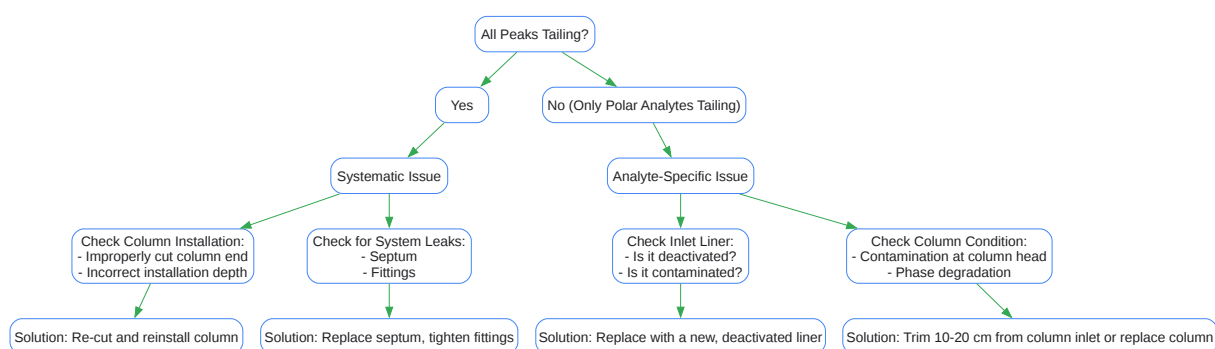 All Peaks Tailing?
Yes
No (Only Polar Analytes Tailing)
Systematic Issue
Analyte-Specific Issue
Check Column Installation:
- Improperly cut column end
- Incorrect installation depth
Check for System Leaks:
- Septum
- Fittings
Check Inlet Liner:
- Is it deactivated?
- Is it contaminated?
Check Column Condition:
- Contamination at column head
- Phase degradation
Solution: Re-cut and reinstall column
Solution: Replace septum, tighten fittings
Solution: Replace with a new, deactivated liner
Solution: Trim 10-20 cm from column inlet or replace column